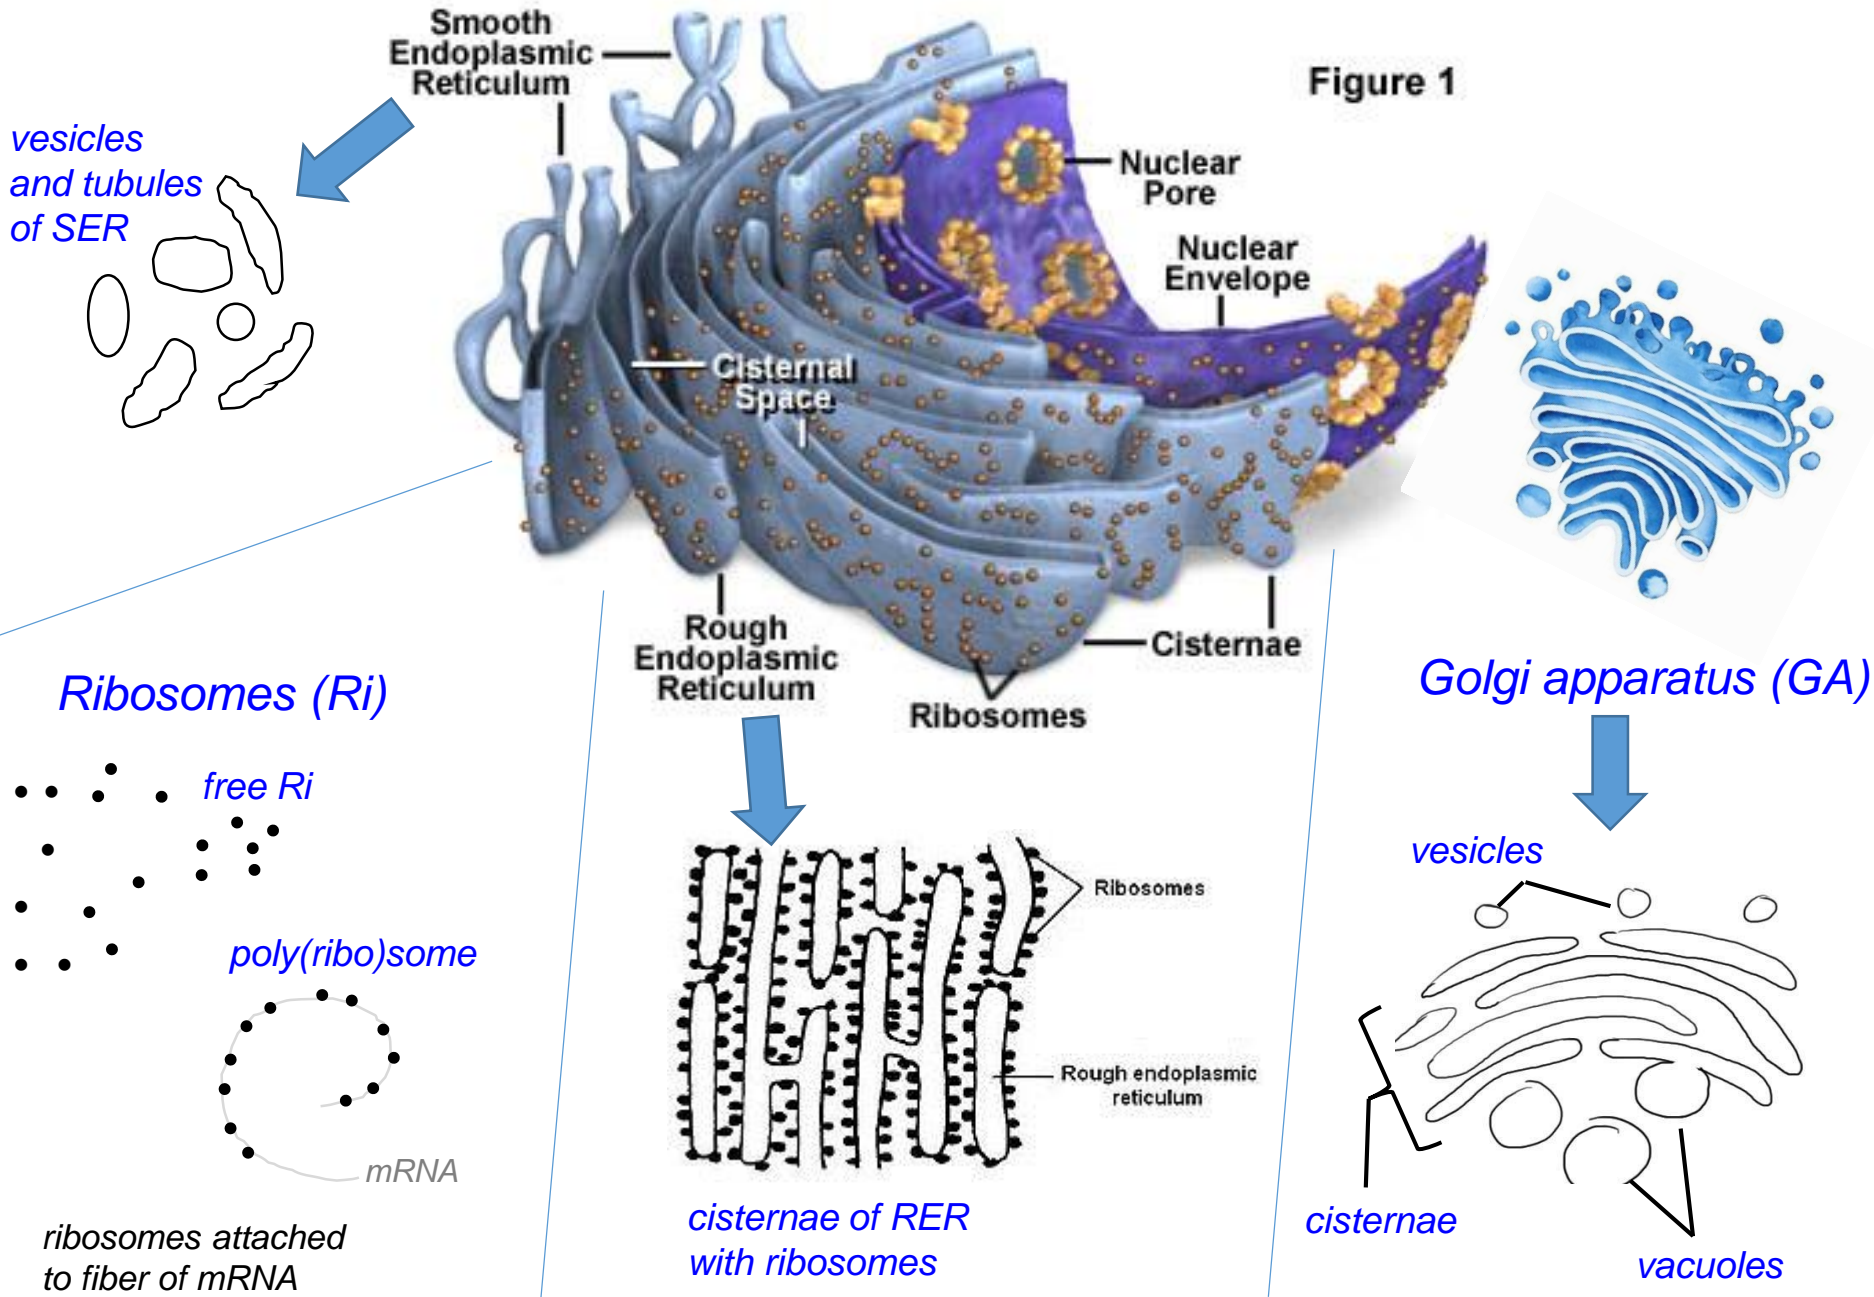 Smooth
Endoplasmic
Reticulum
Figure 1
vesicles
and tubules
of SER
Nuclear
Pore
Nuclear
Envelope
Cisternal
Space
Rough
Endoplasmic
Reticulum
Cisternae
Ribosomes
Ribosomes (Ri)
Golgi apparatus (GA)
free Ri
poly(ribo)some
mRNA
ribosomes attached
to fiber of mRNA
Ribosomes
Rough endoplasmic
reticulum
cisternae of RER
with ribosomes
vesicles
cisternae
vacuoles